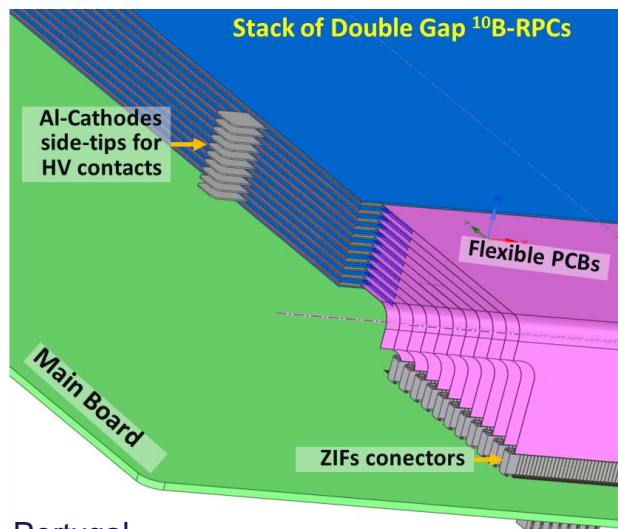 Stack of Double Gap ¹⁰B-RPCs
Al-Cathodes
side-tips for
HV contacts
Flexible PCBs
Main Board
ZIFs conectors